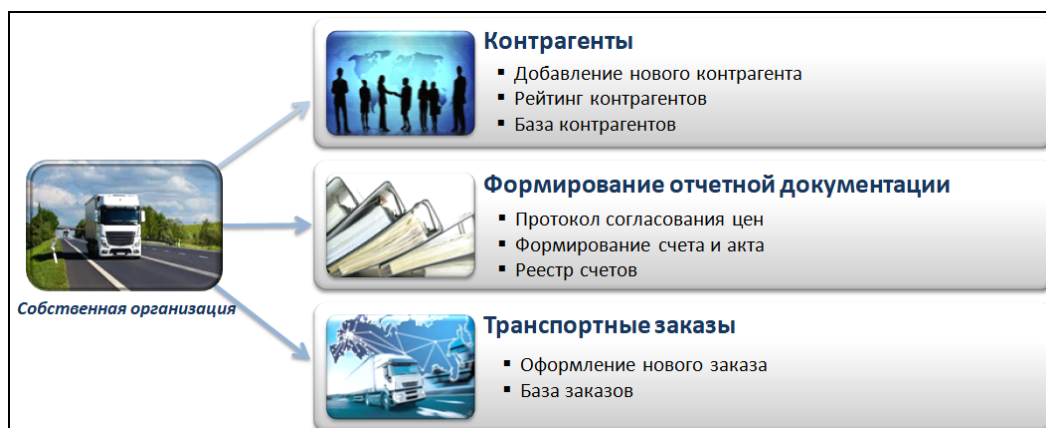 Контрагенты
▪ Добавление нового контрагента
▪ Рейтинг контрагентов
▪ База контрагентов
Формирование отчетной документации
▪ Протокол согласования цен
▪ Формирование счета и акта
▪ Реестр счетов
Собственная организация
Транспортные заказы
▪ Оформление нового заказа
▪ База заказов